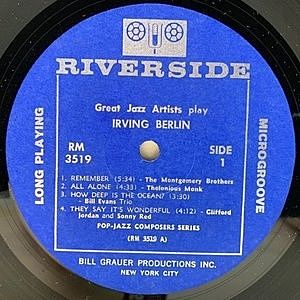 RIVERSIDE
Great Jazz Artists play
IRVING BERLIN
RM
3519
SIDE
1
LONG PLAYING
MICROGROOVE
1. REMEMBER (5:34) - The Montgomery Brothers
2. ALL ALONE (4:33) - Thelonious Monk
3. HOW DEEP IS THE OCEAN? (3:30)
- Bill Evans Trio
4. THEY SAY IT'S WONDERFUL (4:12) - Clifford
Jordan and Sonny Red
POP-JAZZ COMPOSERS SERIES
(RM 3519 A)
BILL GRAUER PRODUCTIONS INC.
NEW YORK CITY